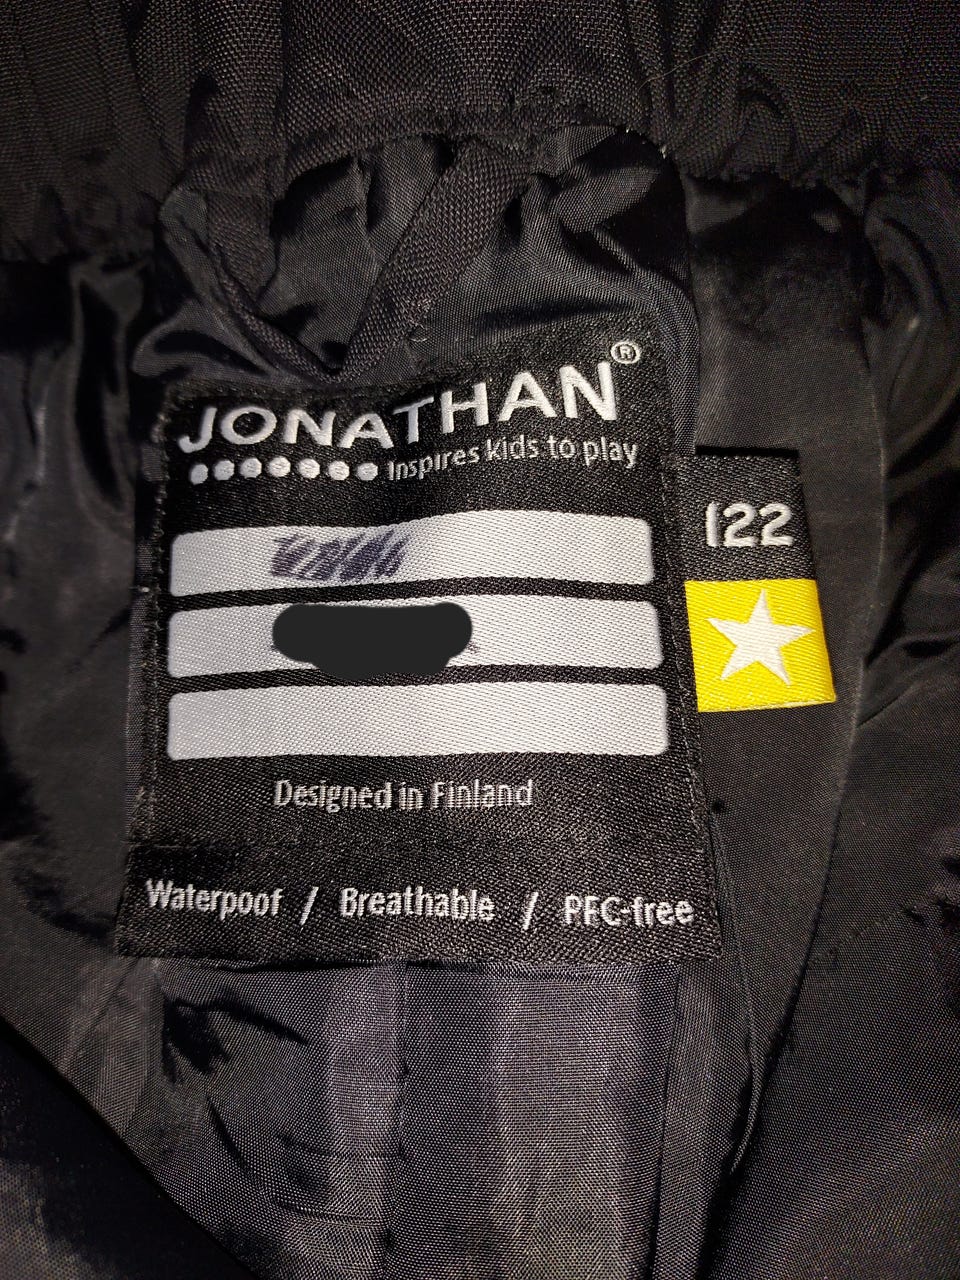 JONATHAN®
Inspires kids to play
122
Designed in Finland
Waterpoof / Breathable / PFC-free